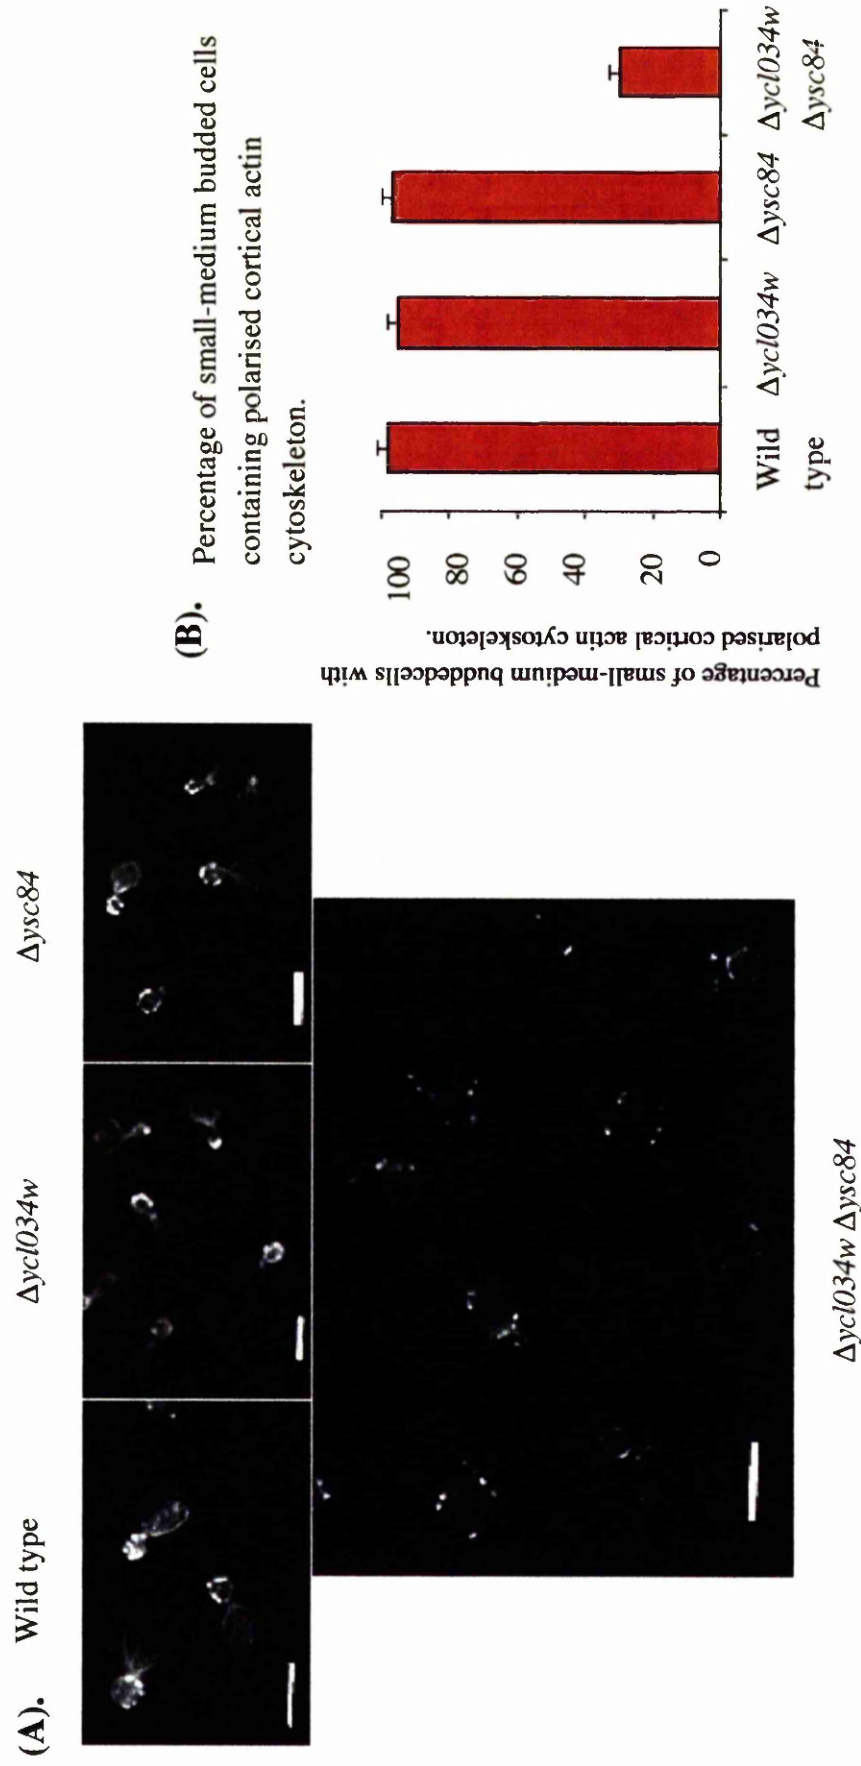 (A).
Wild type
Δycl034w
Δysc84
Δycl034w Δysc84
(B). Percentage of small-medium budded cells
containing polarised cortical actin
cytoskeleton.
Percentage of small-medium buddedcells with
polarised cortical actin cytoskeleton.
100
80
60
40
20
0
Wild
type
Δycl034w
Δysc84
Δycl034w
Δysc84